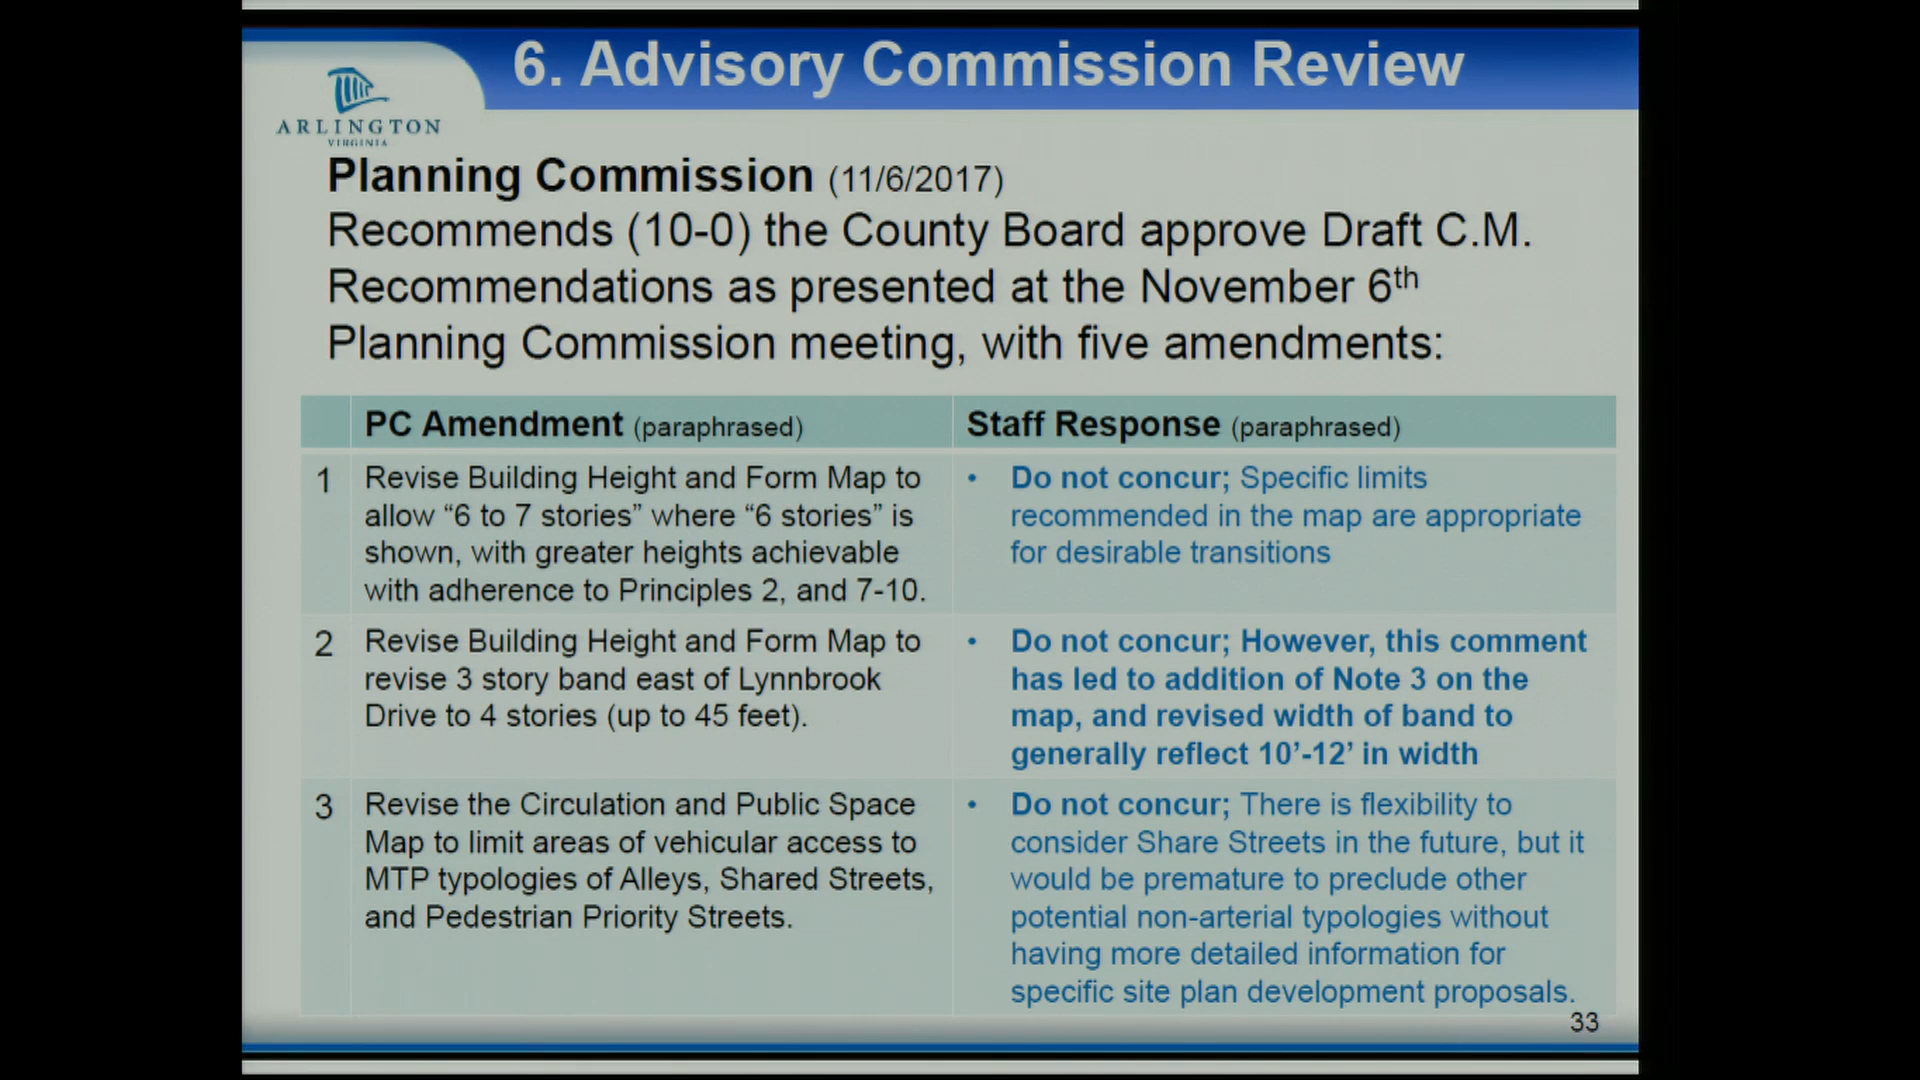 6. Advisory Commission Review
ARLINGTON
VIRGINIA
Planning Commission (11/6/2017)
Recommends (10-0) the County Board approve Draft C.M.
Recommendations as presented at the November 6th
Planning Commission meeting, with five amendments:
PC Amendment (paraphrased)
Staff Response (paraphrased)
1
Revise Building Height and Form Map to
allow “6 to 7 stories” where “6 stories” is
shown, with greater heights achievable
with adherence to Principles 2, and 7-10.
• Do not concur; Specific limits
recommended in the map are appropriate
for desirable transitions
2
Revise Building Height and Form Map to
revise 3 story band east of Lynnbrook
Drive to 4 stories (up to 45 feet).
• Do not concur; However, this comment
has led to addition of Note 3 on the
map, and revised width of band to
generally reflect 10’-12’ in width
3
Revise the Circulation and Public Space
Map to limit areas of vehicular access to
MTP typologies of Alleys, Shared Streets,
and Pedestrian Priority Streets.
• Do not concur; There is flexibility to
consider Share Streets in the future, but it
would be premature to preclude other
potential non-arterial typologies without
having more detailed information for
specific site plan development proposals.
33